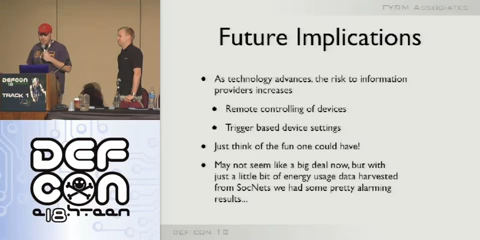 FYRM ASSOCIATES
Future Implications
• As technology advances, the risk to information
providers increases
• Remote controlling of devices
• Trigger based device settings
• Just think of the fun one could have!
• May not seem like a big deal now, but with
just a little bit of energy usage data harvested
from SocNets we had some pretty alarming
results...
DEF CON 18
DEFCON
18
TRACK 1
DEF
CON
18